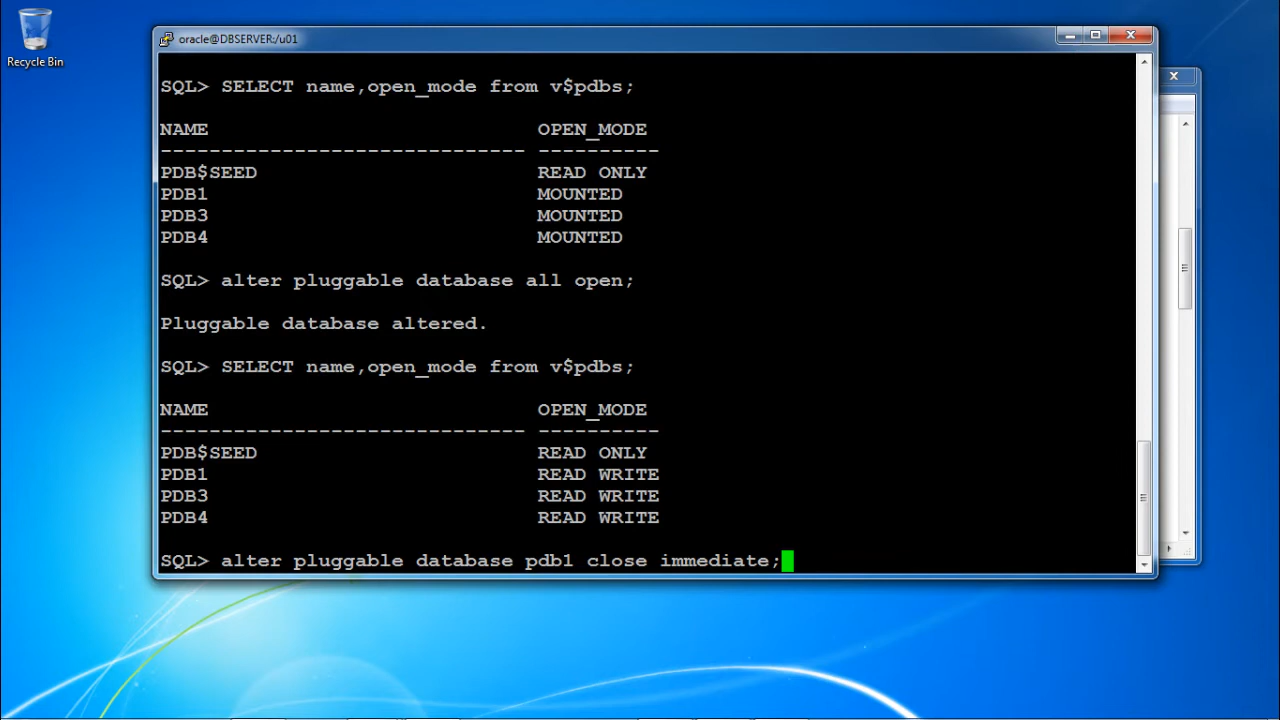 Recycle Bin
oracle@DBSERVER:/u01
SQL> SELECT name,open_mode from v$pdbs;
NAME OPEN_MODE
------------------------------ ----------
PDB$SEED READ ONLY
PDB1 MOUNTED
PDB3 MOUNTED
PDB4 MOUNTED
SQL> alter pluggable database all open;
Pluggable database altered.
SQL> SELECT name,open_mode from v$pdbs;
NAME OPEN_MODE
------------------------------ ----------
PDB$SEED READ ONLY
PDB1 READ WRITE
PDB3 READ WRITE
PDB4 READ WRITE
SQL> alter pluggable database pdb1 close immediate;